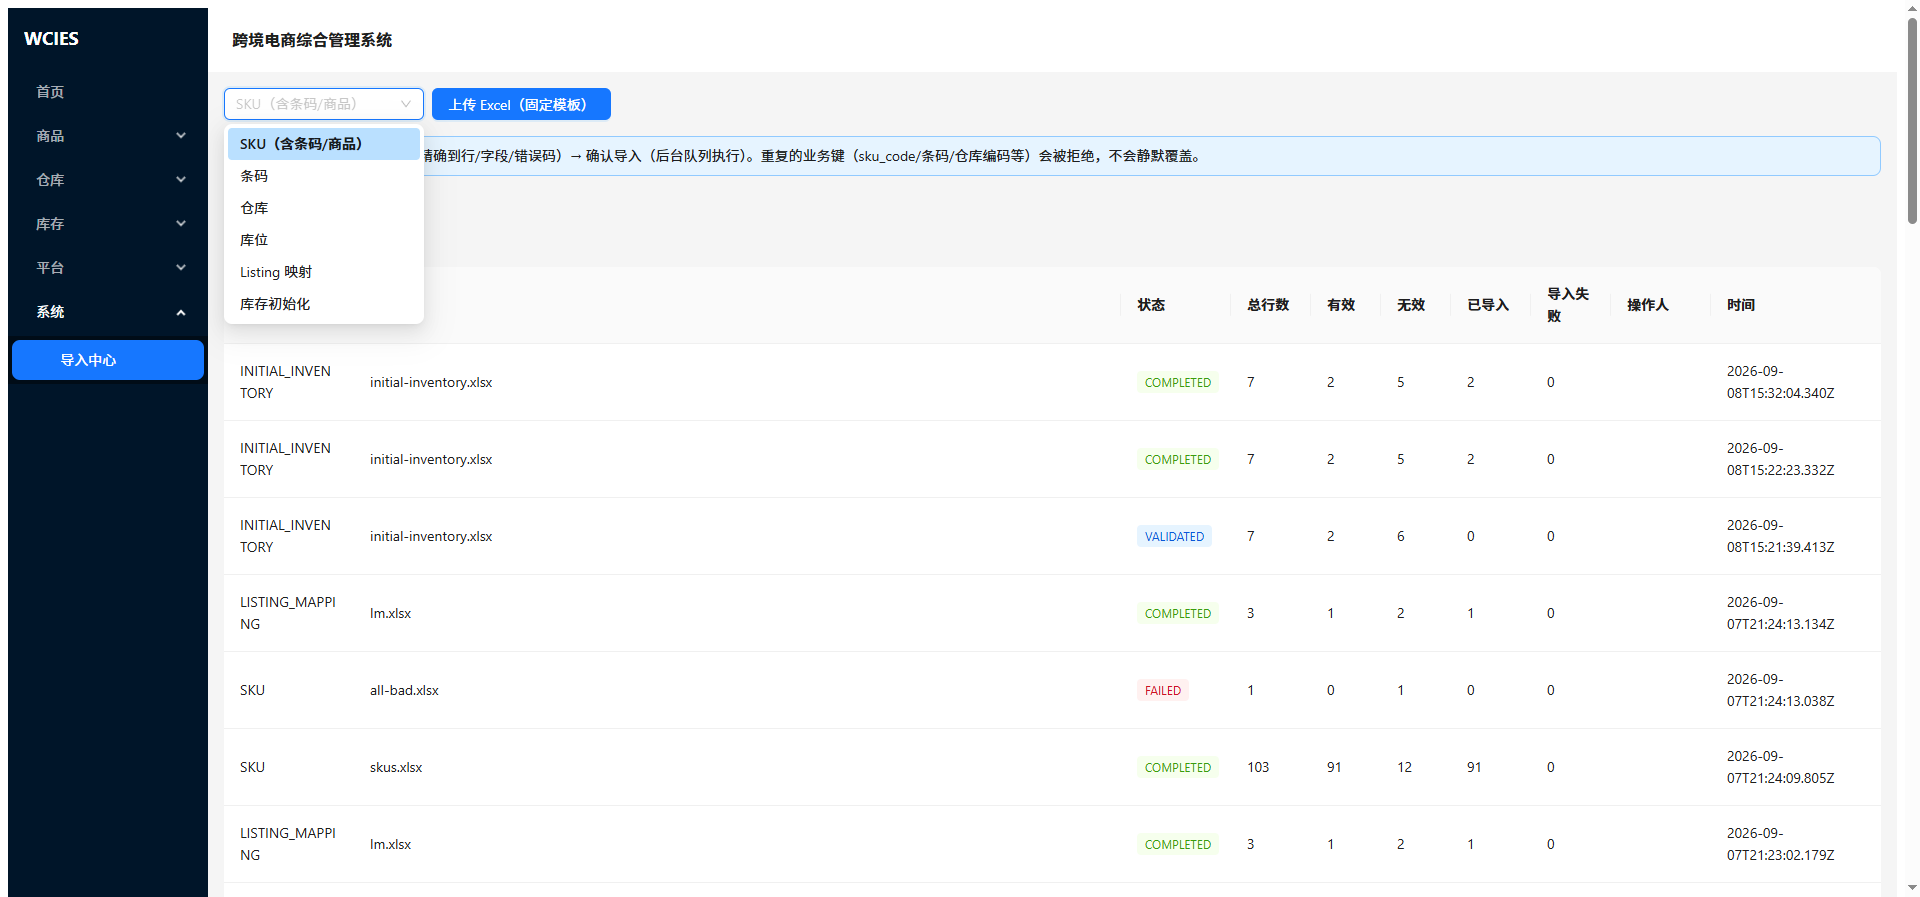 WCIES
首页
商品
仓库
库存
平台
系统
导入中心
跨境电商综合管理系统
SKU（含条码/商品）
上传 Excel（固定模板）
SKU（含条码/商品）
条码
仓库
库位
Listing 映射
库存初始化
精确到行/字段/错误码）→ 确认导入（后台队列执行）。重复的业务键（sku_code/条码/仓库编码等）会被拒绝，不会静默覆盖。
状态 总行数 有效 无效 已导入 导入失 操作人 时间
败
INITIAL_INVEN 2026-09-
initial-inventory.xlsx COMPLETED 7 2 5 2 0
TORY 08T15:32:04.340Z
INITIAL_INVEN 2026-09-
initial-inventory.xlsx COMPLETED 7 2 5 2 0
TORY 08T15:22:23.332Z
INITIAL_INVEN 2026-09-
initial-inventory.xlsx VALIDATED 7 2 6 0 0
TORY 08T15:21:39.413Z
LISTING_MAPPI 2026-09-
lm.xlsx COMPLETED 3 1 2 1 0
NG 07T21:24:13.134Z
2026-09-
SKU all-bad.xlsx FAILED 1 0 1 0 0
07T21:24:13.038Z
2026-09-
SKU skus.xlsx COMPLETED 103 91 12 91 0
07T21:24:09.805Z
LISTING_MAPPI 2026-09-
lm.xlsx COMPLETED 3 1 2 1 0
NG 07T21:23:02.179Z